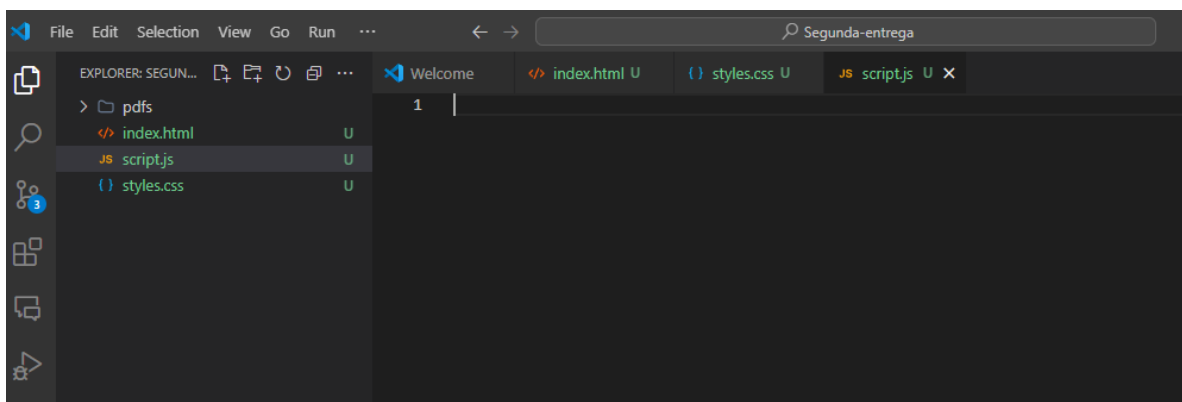 File Edit Selection View Go Run ···
Segunda-entrega
EXPLORER: SEGUN... ···
Welcome
</> index.html U
{ } styles.css U
JS script.js U
> pdfs
</> index.html U
JS script.js U
{ } styles.css U
1
3